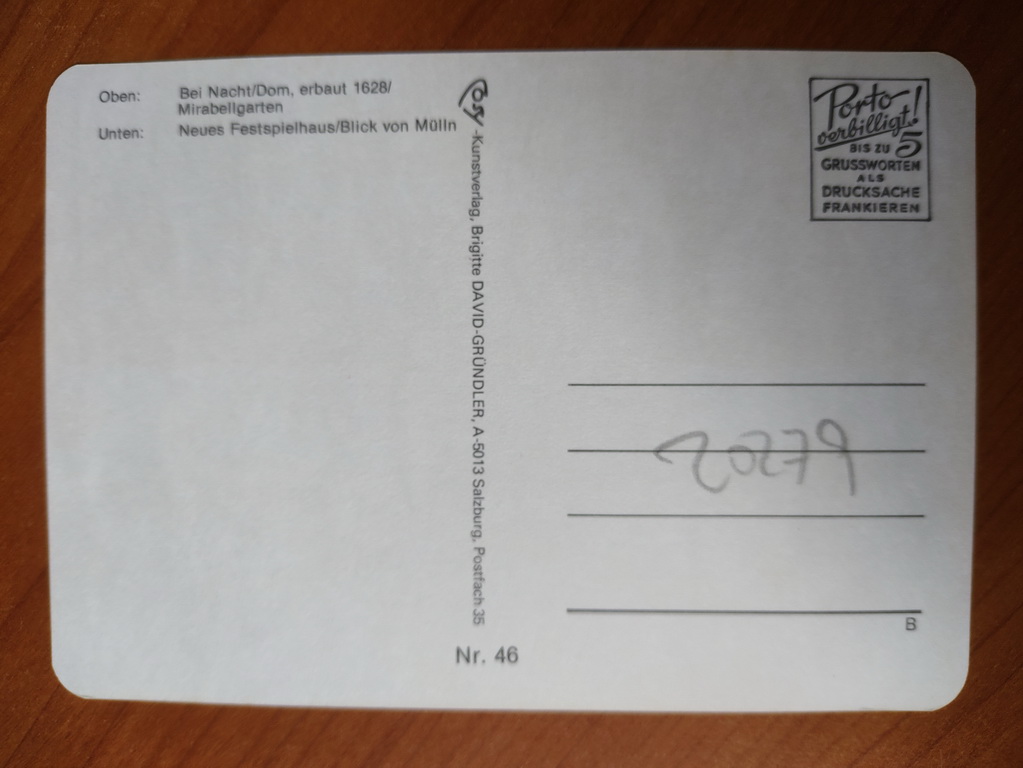 Oben: Bei Nacht/Dom, erbaut 1628/
Mirabellgarten
Unten: Neues Festspielhaus/Blick von Mülln
Cosy-Kunstverlag, Brigitte DAVID-GRÜNDLER, A-5013 Salzburg, Postfach 35
Nr. 46
Porto
verbilligt!
BIS ZU 5
GRUSSWORTEN
ALS
DRUCKSACHE
FRANKIEREN
20279
B